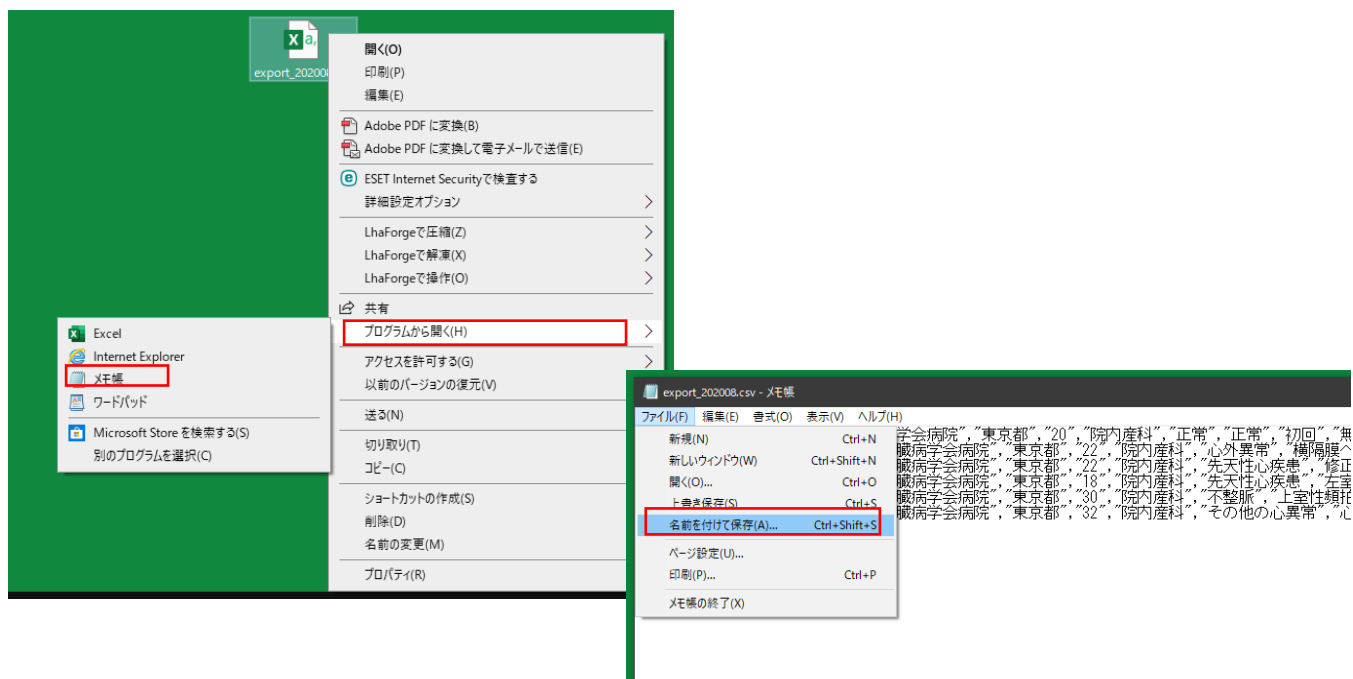 a,
export_20200
開く(O)
印刷(P)
編集(E)
Adobe PDF に変換(B)
Adobe PDF に変換して電子メールで送信(E)
ESET Internet Securityで検査する
詳細設定オプション
LhaForgeで圧縮(Z)
LhaForgeで解凍(X)
LhaForgeで操作(O)
共有
プログラムから開く(H)
アクセスを許可する(G)
以前のバージョンの復元(V)
送る(N)
切り取り(T)
コピー(C)
ショートカットの作成(S)
削除(D)
名前の変更(M)
プロパティ(R)
Excel
Internet Explorer
メモ帳
ワードパッド
Microsoft Store を検索する(S)
別のプログラムを選択(C)
export_202008.csv - メモ帳
ファイル(F) 編集(E) 書式(O) 表示(V) ヘルプ(H)
新規(N) Ctrl+N
新しいウィンドウ(W) Ctrl+Shift+N
開く(O)... Ctrl+O
上書き保存(S) Ctrl+S
名前を付けて保存(A)... Ctrl+Shift+S
ページ設定(U)...
印刷(P)... Ctrl+P
メモ帳の終了(X)
学会病院","東京都","20","院内産科","正常","正常","初回","無
臓病学会病院","東京都","22","院内産科","心外異常","横隔膜ヘ
臓病学会病院","東京都","22","院内産科","先天性心疾患","修正
臓病学会病院","東京都","18","院内産科","先天性心疾患","左室
臓病学会病院","東京都","30","院内産科","不整脈","上室性頻拍
臓病学会病院","東京都","32","院内産科","その他の心異常","心